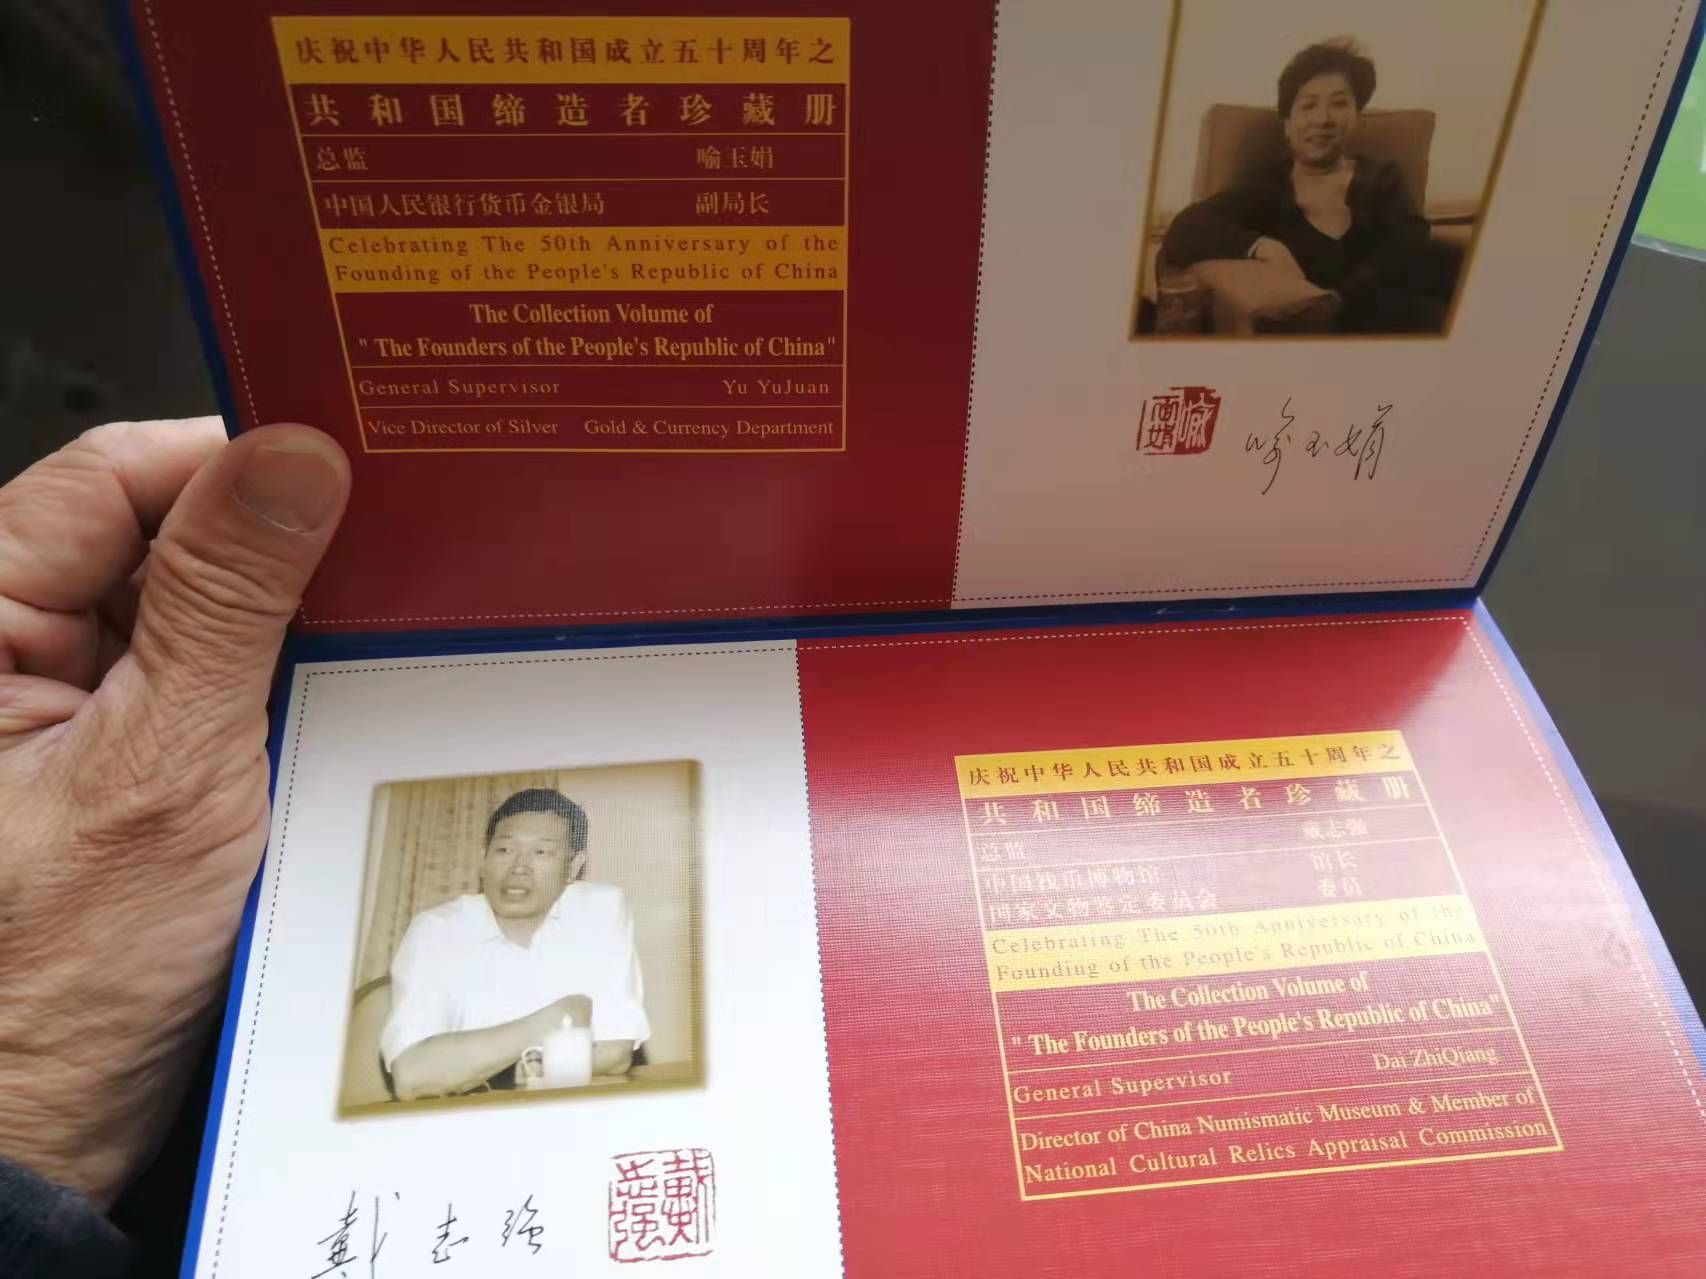 庆祝中华人民共和国成立五十周年之
共和国缔造者珍藏册
总监 喻玉娟
中国人民银行货币金银局 副局长
Celebrating The 50th Anniversary of the
Founding of the People's Republic of China
The Collection Volume of
" The Founders of the People's Republic of China"
General Supervisor Yu YuJuan
Vice Director of Silver Gold & Currency Department
喻玉娟
喻玉娟
戴志强
戴志强
庆祝中华人民共和国成立五十周年之
共和国缔造者珍藏册
总监 戴志强
中国钱币博物馆 馆长
国家文物鉴定委员会 委员
Celebrating The 50th Anniversary of the
Founding of the People's Republic of China
The Collection Volume of
" The Founders of the People's Republic of China"
General Supervisor Dai ZhiQiang
Director of China Numismatic Museum & Member of
National Cultural Relics Appraisal Commission